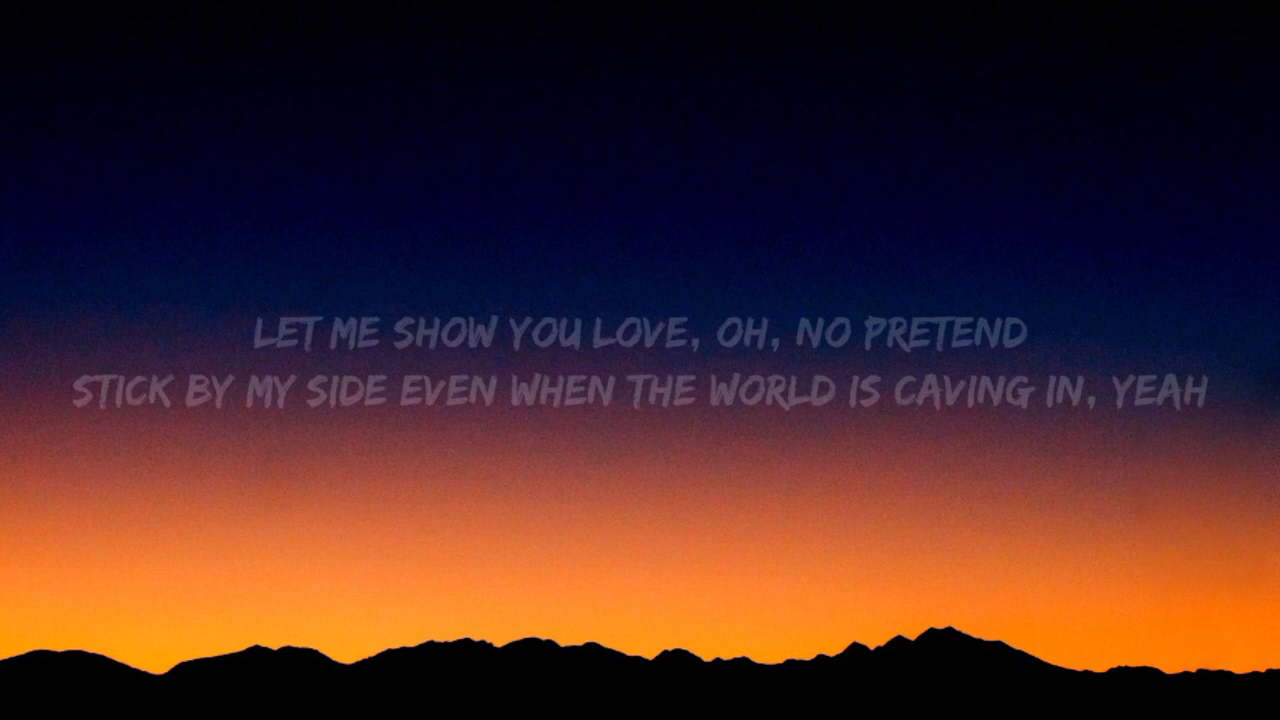 LET ME SHOW YOU LOVE, OH, NO PRETEND
STICK BY MY SIDE EVEN WHEN THE WORLD IS CAVING IN, YEAH